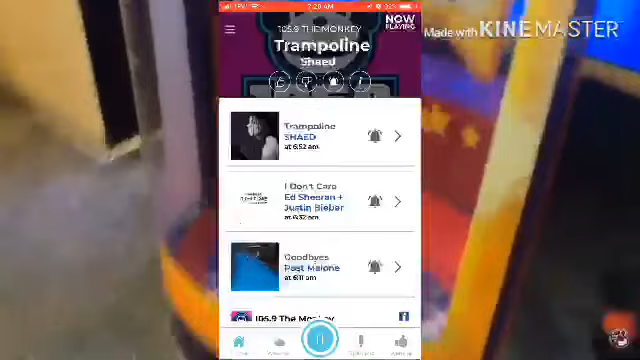 7:20 AM
NOW
PLAYING
105.9 THE MONKEY
Trampoline
Shaed
Made with KINEMASTER
Trampoline
SHAED
at 6:52 am
I Don't Care
Ed Sheeran +
Justin Bieber
at 6:32 am
Goodbyes
Post Malone
at 6:11 am
105.9 The Monkey